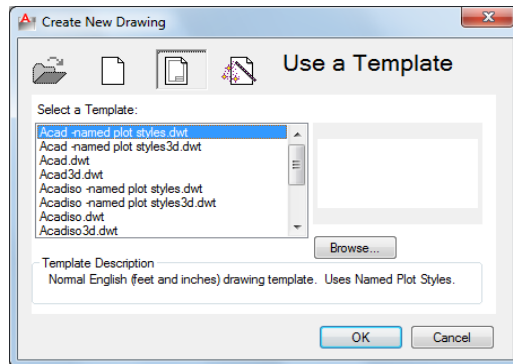 Create New Drawing
Use a Template
Select a Template:
Acad -named plot styles.dwt
Acad -named plot styles3d.dwt
Acad.dwt
Acad3d.dwt
Acadiso -named plot styles.dwt
Acadiso -named plot styles3d.dwt
Acadiso.dwt
Acadiso3d.dwt
Browse...
Template Description
Normal English (feet and inches) drawing template. Uses Named Plot Styles.
OK
Cancel